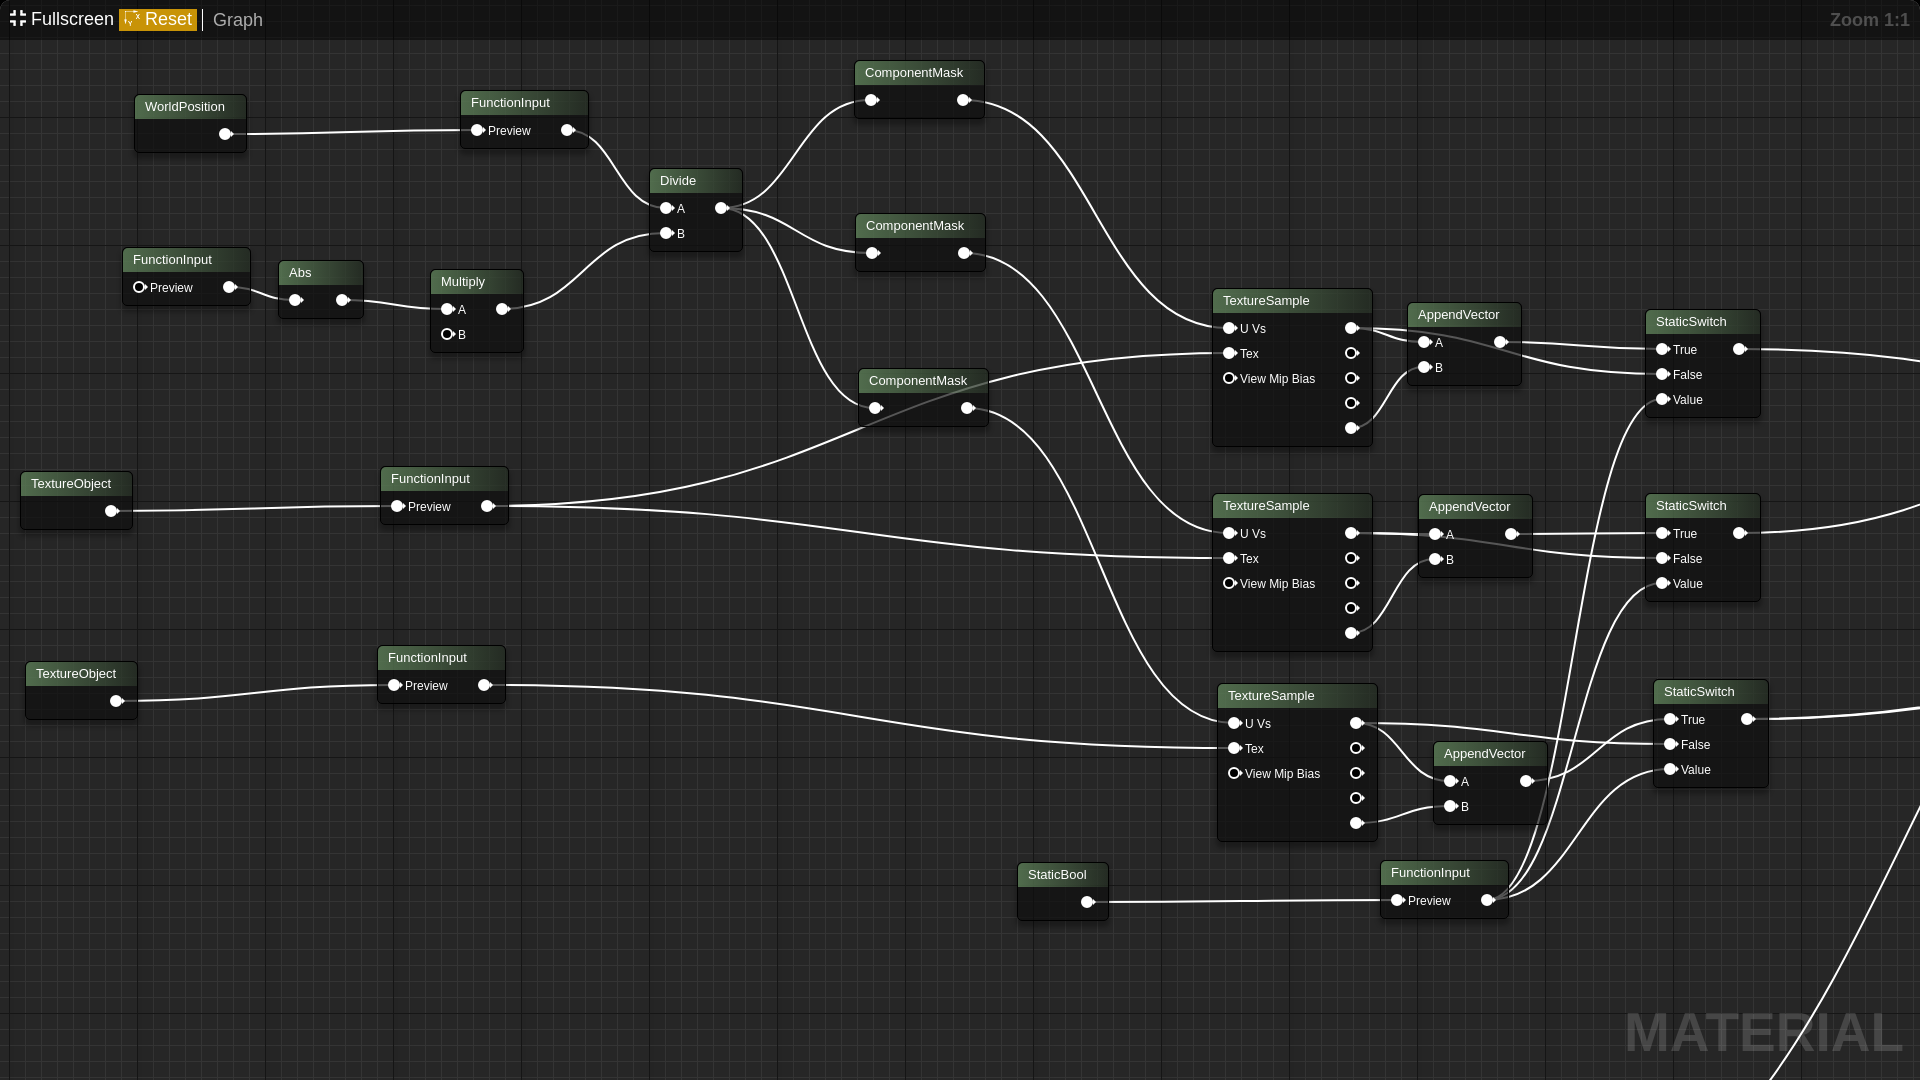 Fullscreen Reset Graph Zoom 1:1
ComponentMask
WorldPosition
FunctionInput
Preview
Divide
A
B
ComponentMask
FunctionInput
Preview
Abs
Multiply
A
B
ComponentMask
TextureSample
U Vs
Tex
View Mip Bias
AppendVector
A
B
StaticSwitch
True
False
Value
TextureObject
FunctionInput
Preview
TextureSample
U Vs
Tex
View Mip Bias
AppendVector
A
B
StaticSwitch
True
False
Value
TextureObject
FunctionInput
Preview
TextureSample
U Vs
Tex
View Mip Bias
AppendVector
A
B
StaticSwitch
True
False
Value
StaticBool
FunctionInput
Preview
MATERIAL